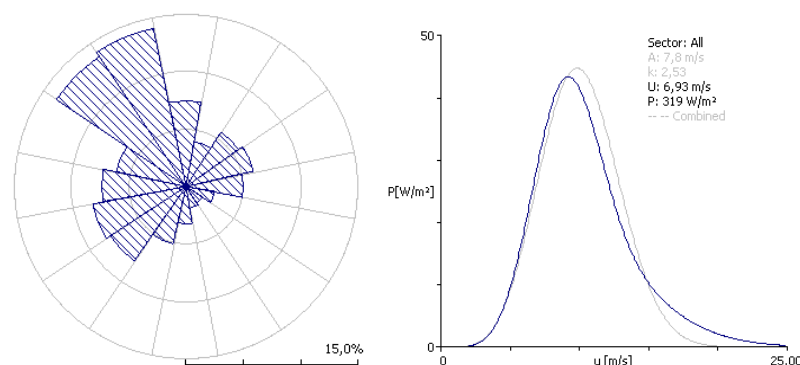 15,0%
50
Sector: All
A: 7,8 m/s
k: 2,53
U: 6,93 m/s
P: 319 W/m²
-- -- Combined
P[W/m²]
0
0
u [m/s]
25.00